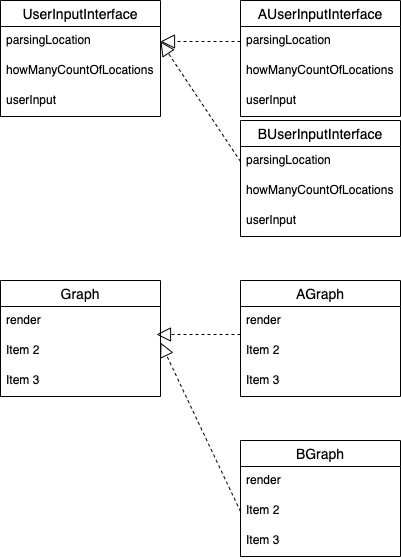 UserInputInterface
parsingLocation
howManyCountOfLocations
userInput
AUserInputInterface
parsingLocation
howManyCountOfLocations
userInput
BUserInputInterface
parsingLocation
howManyCountOfLocations
userInput
Graph
render
Item 2
Item 3
AGraph
render
Item 2
Item 3
BGraph
render
Item 2
Item 3